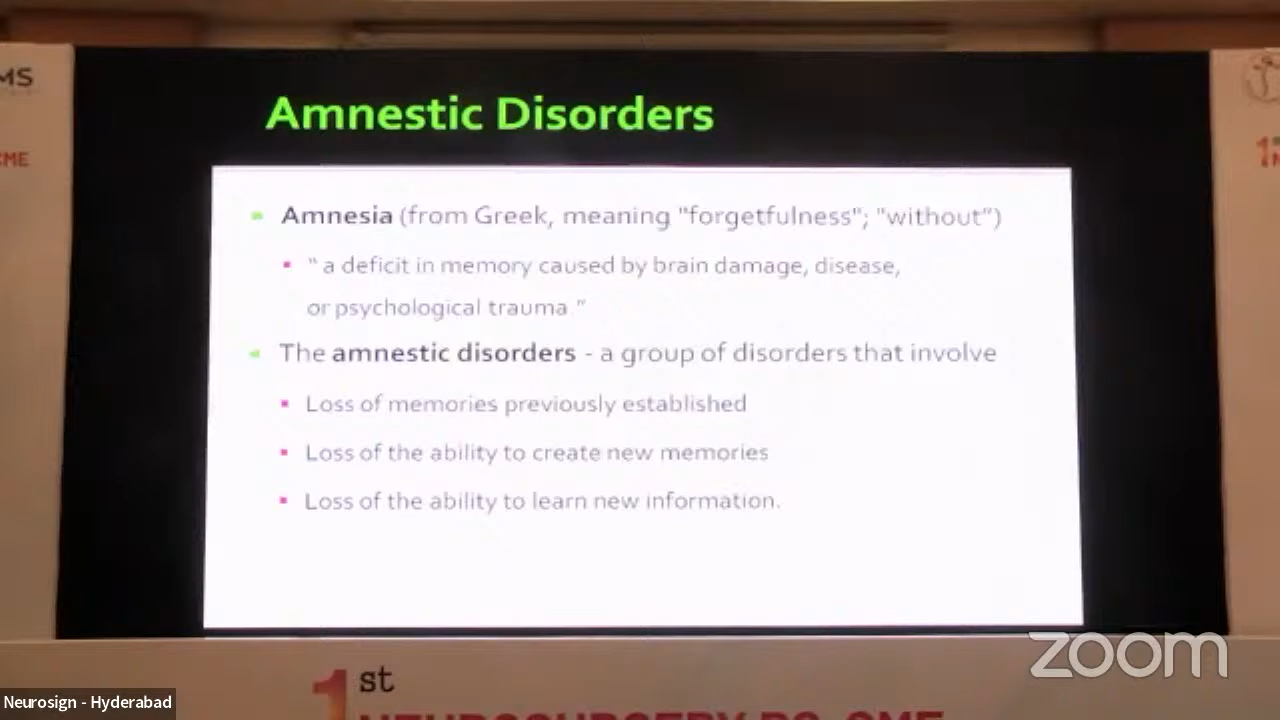 MS
CME
Amnestic Disorders
Amnesia (from Greek, meaning "forgetfulness"; "without")
" a deficit in memory caused by brain damage, disease,
or psychological trauma."
The amnestic disorders - a group of disorders that involve
Loss of memories previously established
Loss of the ability to create new memories
Loss of the ability to learn new information.
1st
zoom
Neurosign - Hyderabad